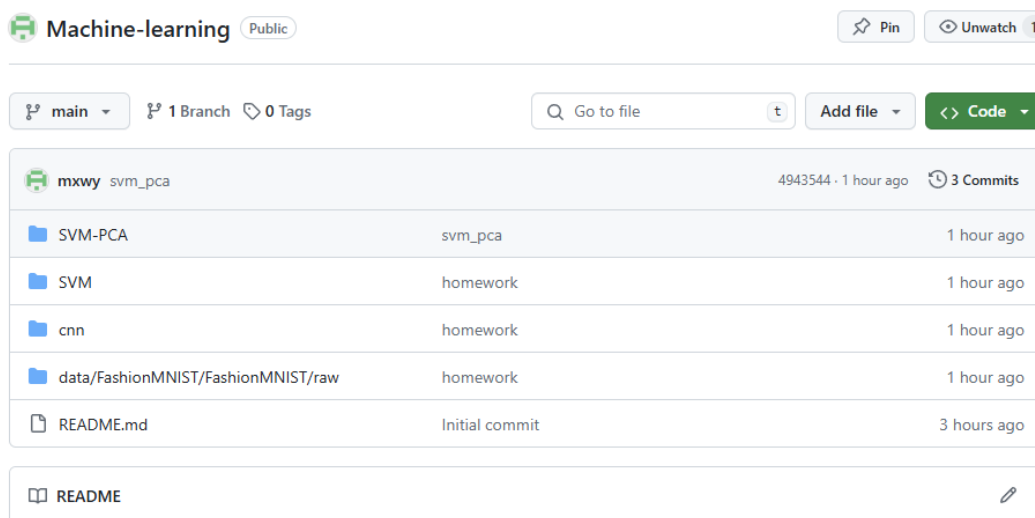 Machine-learning Public Pin Unwatch 1
main 1 Branch 0 Tags Go to file t Add file <> Code
mxwy svm_pca 4943544 · 1 hour ago 3 Commits
SVM-PCA svm_pca 1 hour ago
SVM homework 1 hour ago
cnn homework 1 hour ago
data/FashionMNIST/FashionMNIST/raw homework 1 hour ago
README.md Initial commit 3 hours ago
README